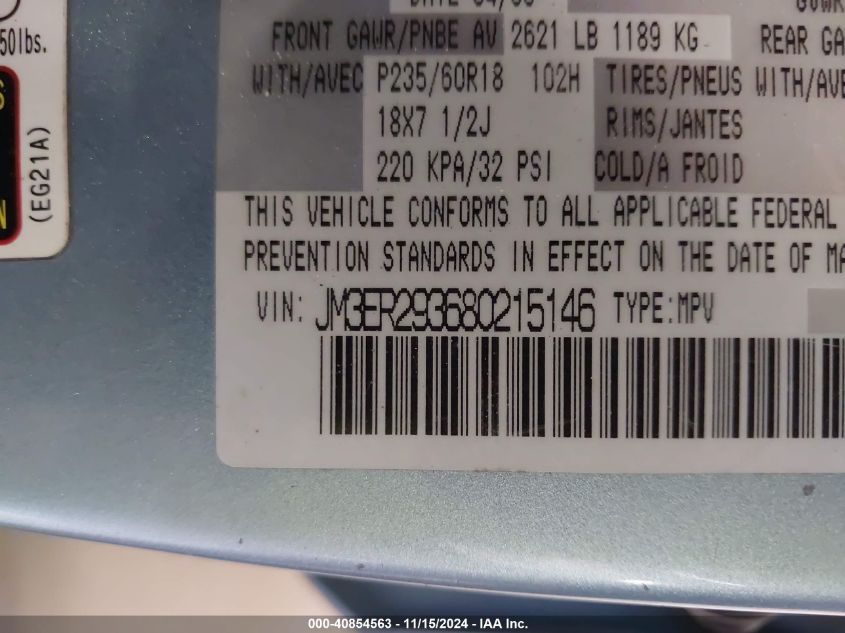 50lbs.
(EG21A)
FRONT GAWR/PNBE AV 2621 LB 1189 KG REAR GA
WITH/AVEC P235/60R18 102H TIRES/PNEUS WITH/AVE
18X7 1/2J RIMS/JANTES
220 KPA/32 PSI COLD/A FROID
THIS VEHICLE CONFORMS TO ALL APPLICABLE FEDERAL
PREVENTION STANDARDS IN EFFECT ON THE DATE OF MA
VIN: JM3ER293680215146 TYPE:MPV
000-40854563 - 11/15/2024 - IAA Inc.